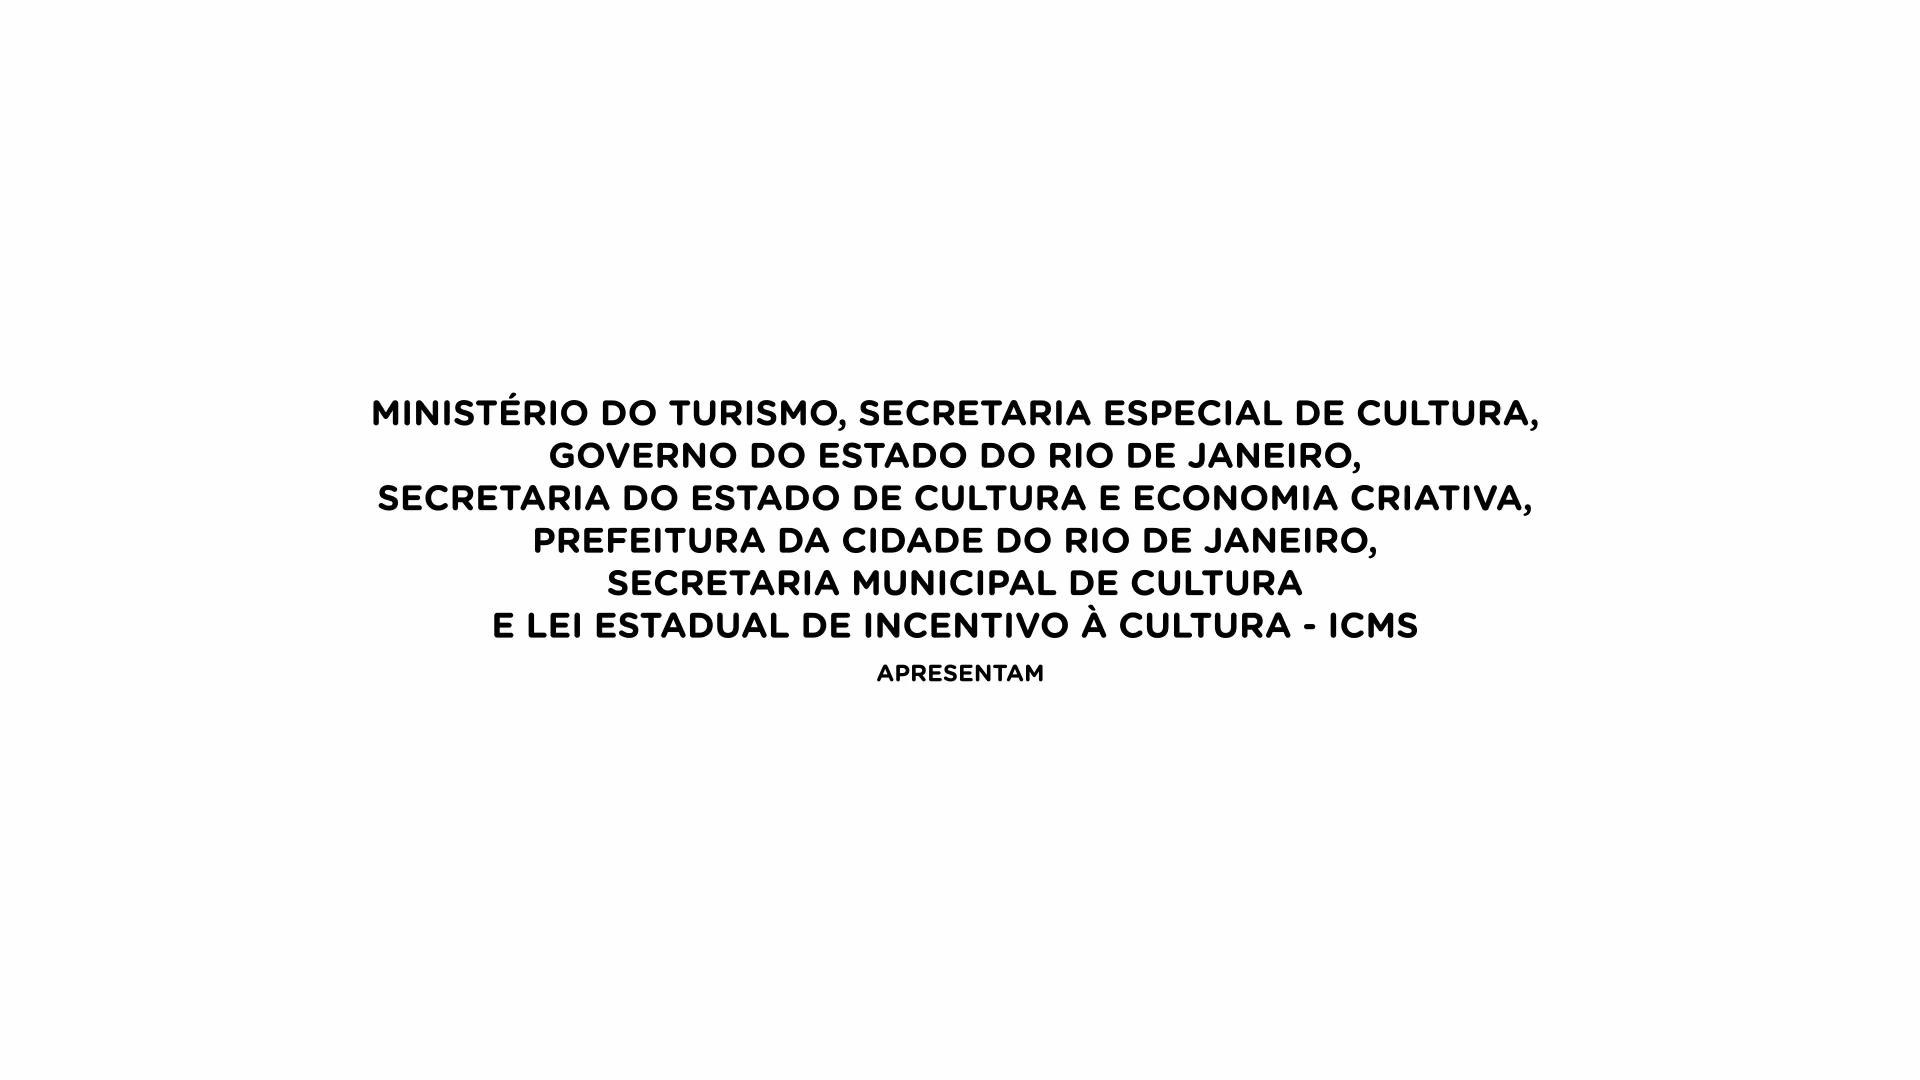 MINISTÉRIO DO TURISMO, SECRETARIA ESPECIAL DE CULTURA,
GOVERNO DO ESTADO DO RIO DE JANEIRO,
SECRETARIA DO ESTADO DE CULTURA E ECONOMIA CRIATIVA,
PREFEITURA DA CIDADE DO RIO DE JANEIRO,
SECRETARIA MUNICIPAL DE CULTURA
E LEI ESTADUAL DE INCENTIVO À CULTURA - ICMS
APRESENTAM